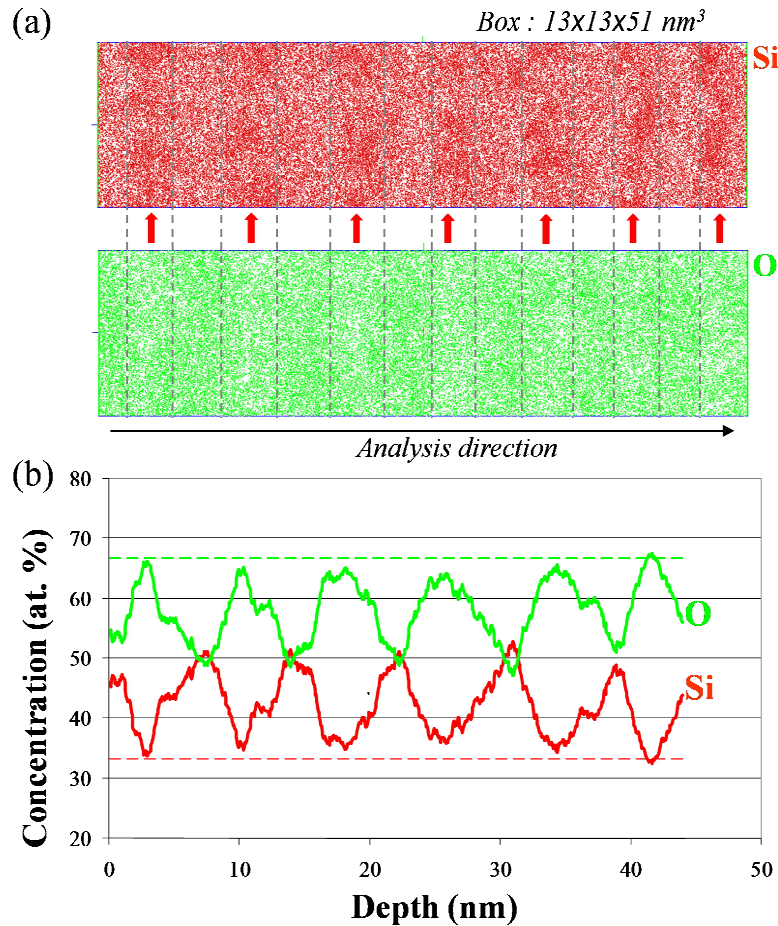 (a)
Box : 13x13x51 nm³
Si
O
Analysis direction
(b)
80
70
60
50
40
30
20
Concentration (at. %)
O
Si
0
10
20
30
40
50
Depth (nm)